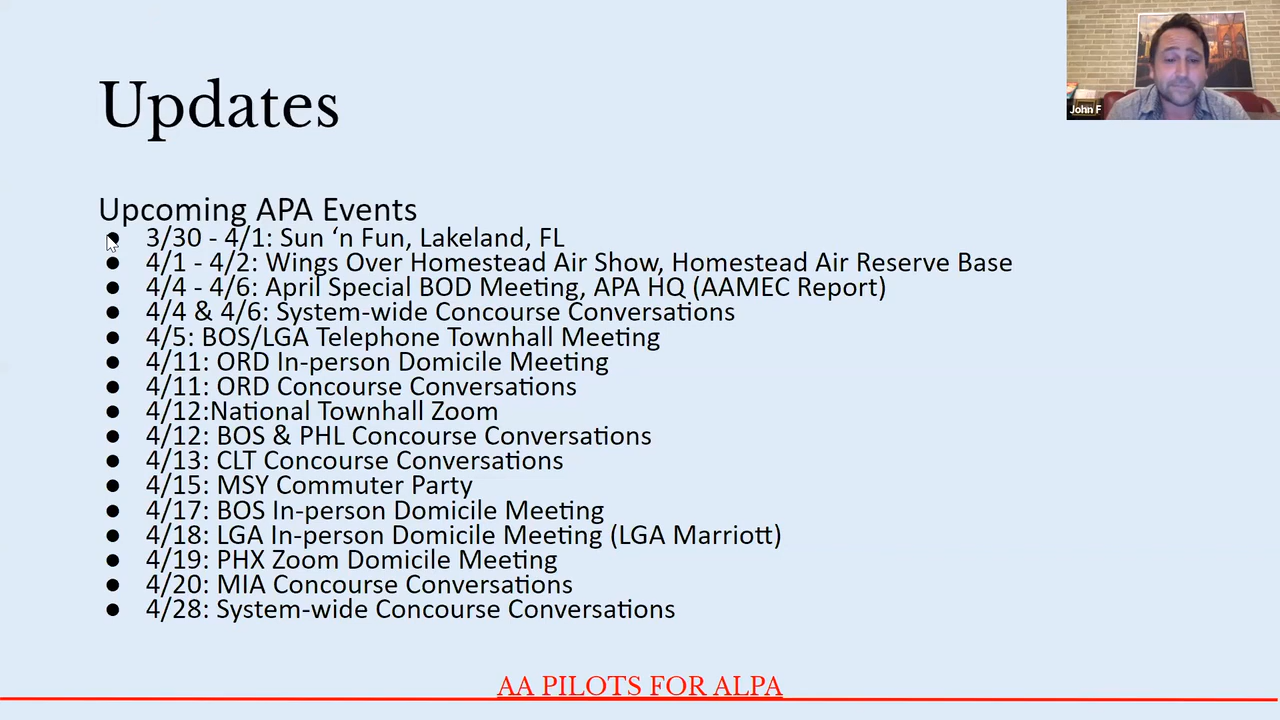 Updates
John F
Upcoming APA Events
● 3/30 - 4/1: Sun ‘n Fun, Lakeland, FL
● 4/1 - 4/2: Wings Over Homestead Air Show, Homestead Air Reserve Base
● 4/4 - 4/6: April Special BOD Meeting, APA HQ (AAMEC Report)
● 4/4 & 4/6: System-wide Concourse Conversations
● 4/5: BOS/LGA Telephone Townhall Meeting
● 4/11: ORD In-person Domicile Meeting
● 4/11: ORD Concourse Conversations
● 4/12:National Townhall Zoom
● 4/12: BOS & PHL Concourse Conversations
● 4/13: CLT Concourse Conversations
● 4/15: MSY Commuter Party
● 4/17: BOS In-person Domicile Meeting
● 4/18: LGA In-person Domicile Meeting (LGA Marriott)
● 4/19: PHX Zoom Domicile Meeting
● 4/20: MIA Concourse Conversations
● 4/28: System-wide Concourse Conversations
AA PILOTS FOR ALPA